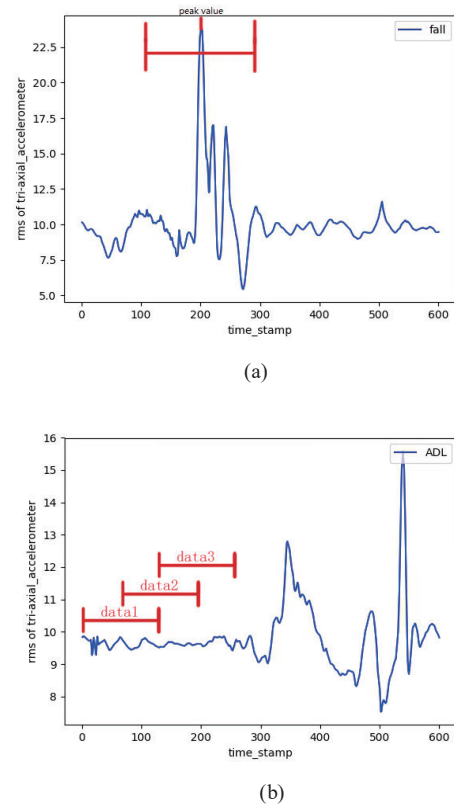 peak value
fall
22.5
20.0
17.5
15.0
12.5
10.0
7.5
5.0
rms of tri-axial_accelerometer
0 100 200 300 400 500 600
time_stamp
(a)
ADL
16
15
14
13
12
11
10
9
8
rms of tri-axial_accelerometer
data3
data2
data1
0 100 200 300 400 500 600
time_stamp
(b)